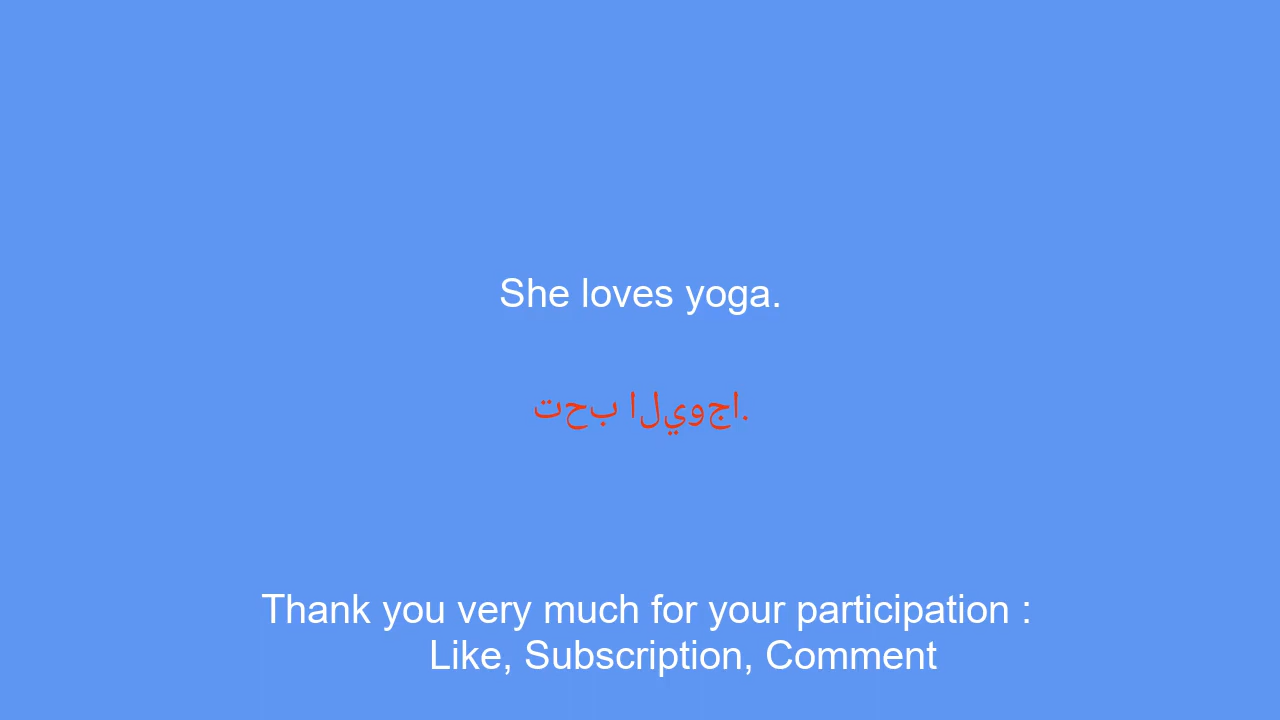 She loves yoga.
تحب اليوجا.
Thank you very much for your participation :
Like, Subscription, Comment